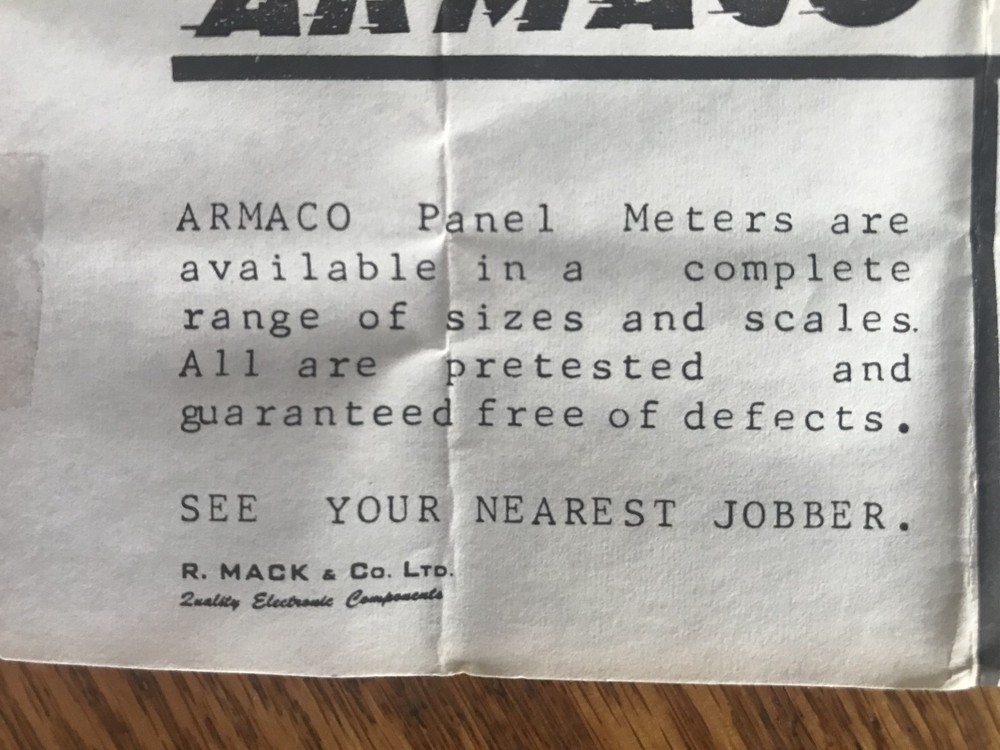 ARMACO
ARMACO Panel Meters are
available in a complete
range of sizes and scales.
All are pretested and
guaranteed free of defects.
SEE YOUR NEAREST JOBBER.
R. MACK & Co. LTD.
Quality Electronic Components